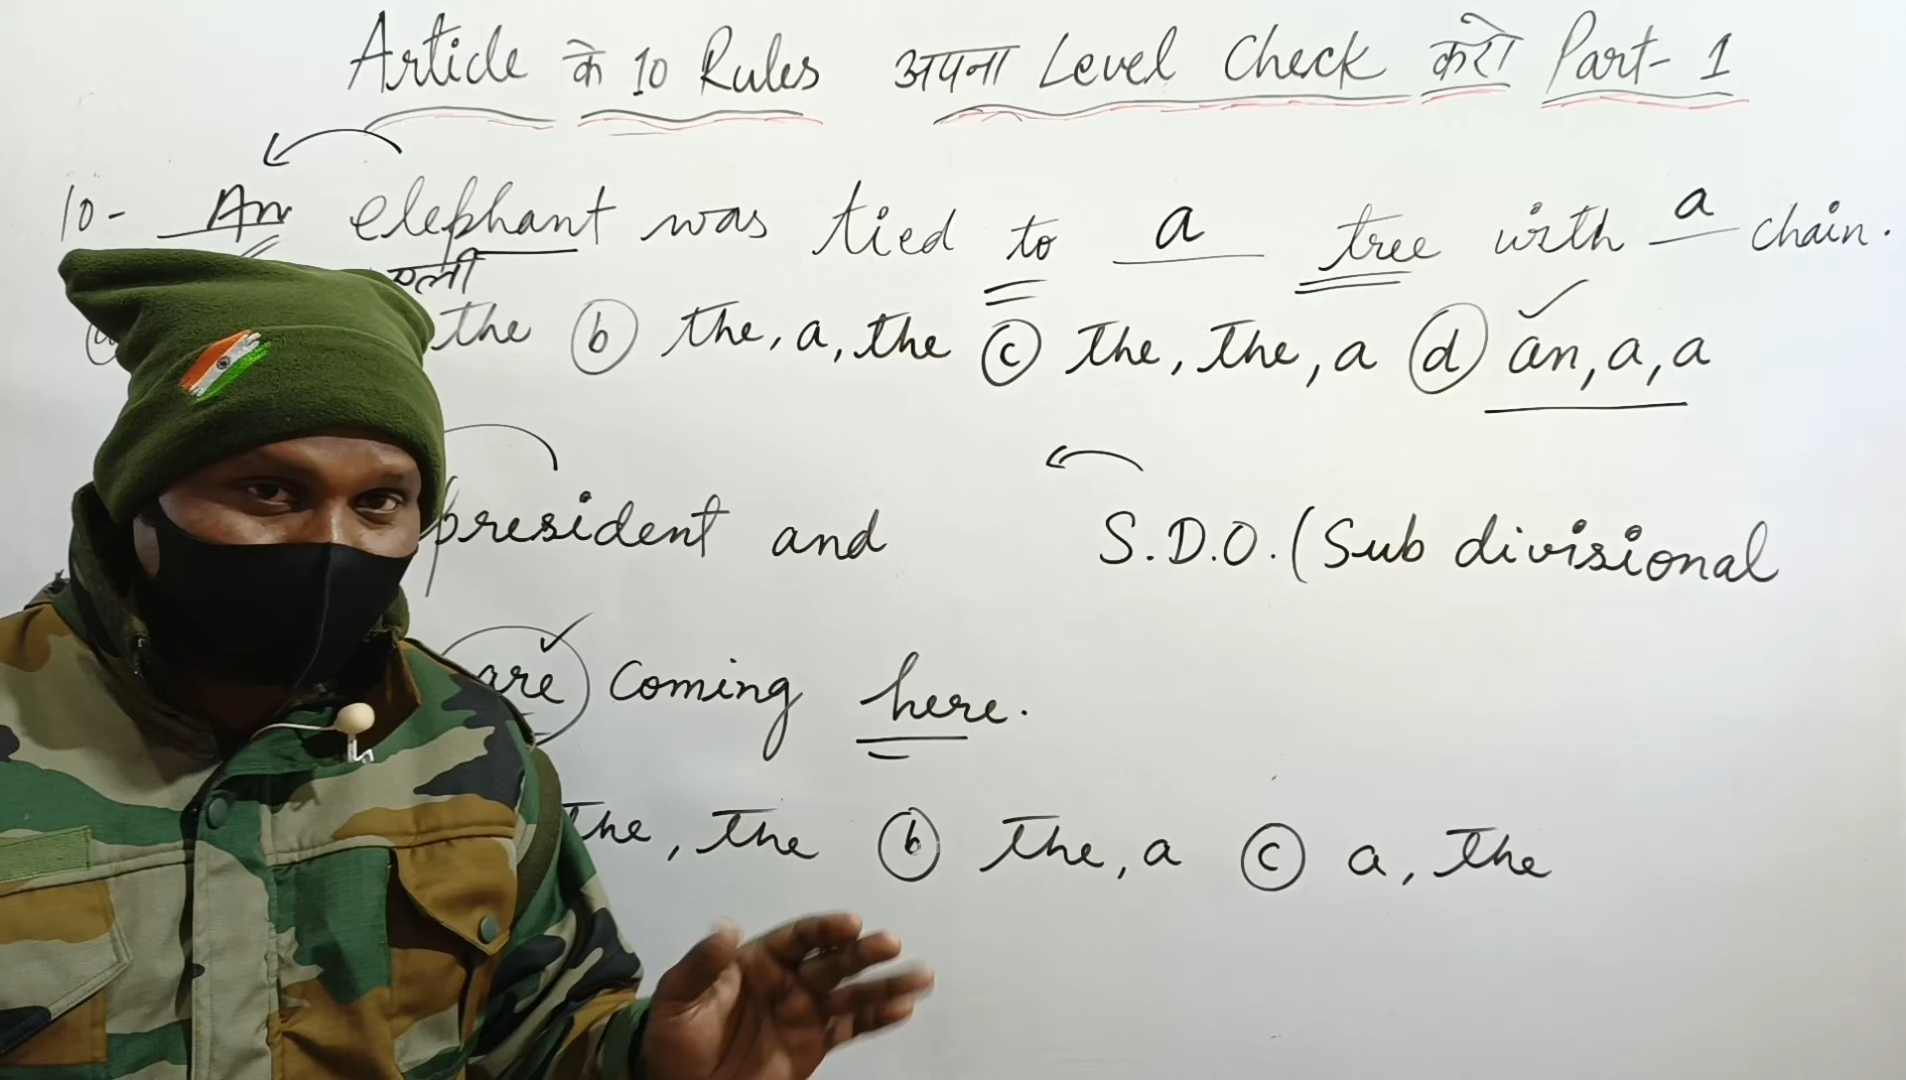 Article के 10 Rules अपना Level Check करो Part- 1
10- An elephant was tied to a tree with a chain.
the (b) the, a, the (c) the, the, a (d) an, a, a
president and S.D.O. (Sub divisional
are coming here.
the, the (b) the, a (c) a, the